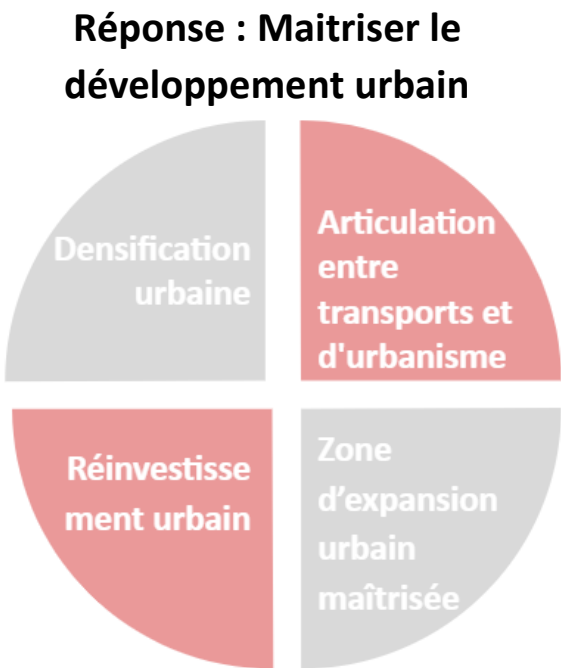 Réponse : Maitriser le
développement urbain
Densification
urbaine
Articulation
entre
transports et
d'urbanisme
Réinvestisse
ment urbain
Zone
d’expansion
urbain
maîtrisée